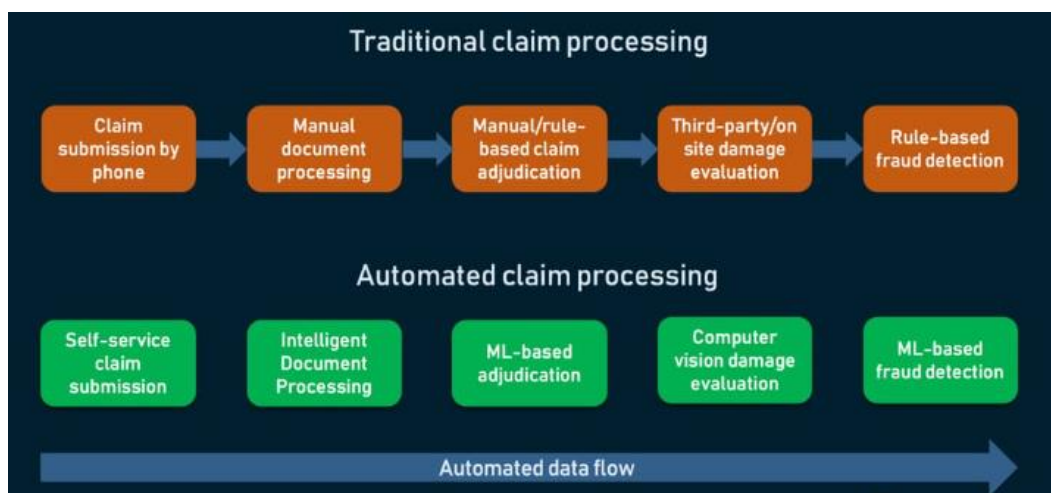 Traditional claim processing
Claim
submission by
phone
Manual
document
processing
Manual/rule-
based claim
adjudication
Third-party/on
site damage
evaluation
Rule-based
fraud detection
Automated claim processing
Self-service
claim
submission
Intelligent
Document
Processing
ML-based
adjudication
Computer
vision damage
evaluation
ML-based
fraud detection
Automated data flow